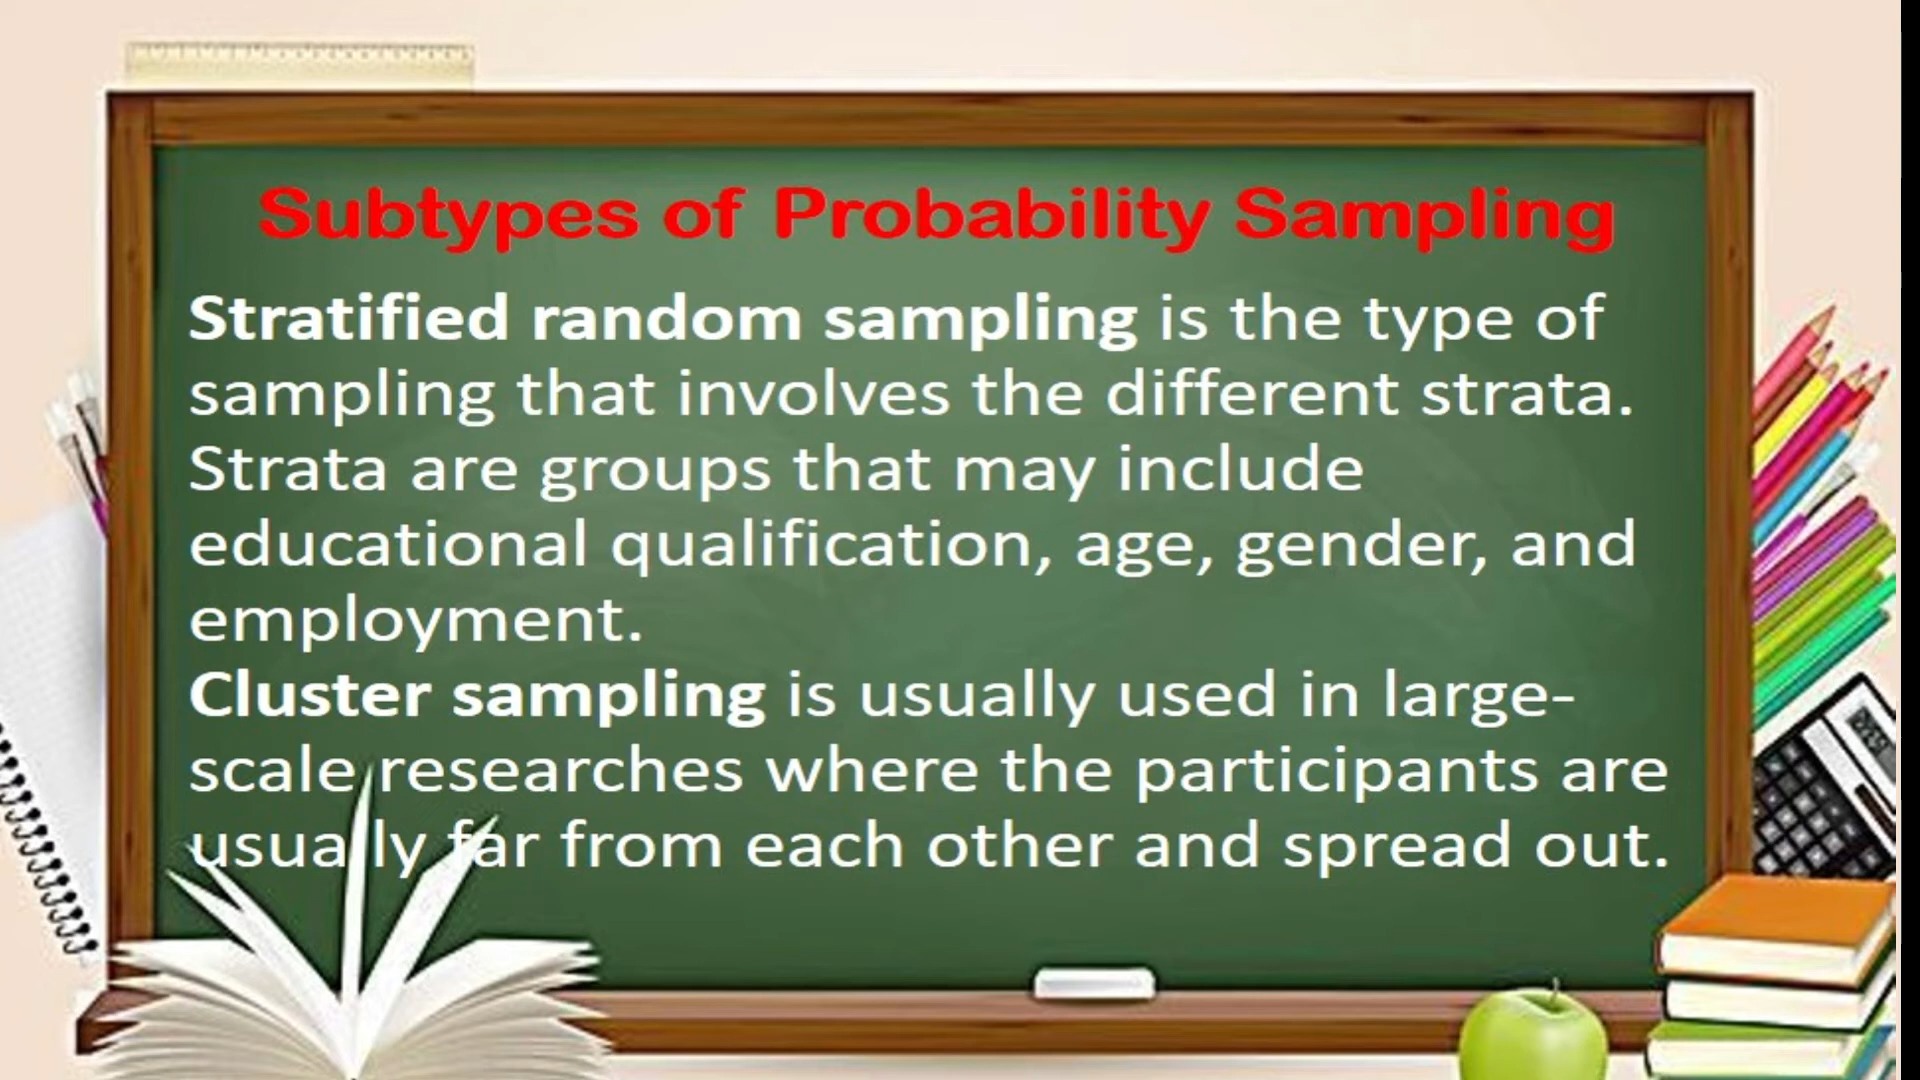 Subtypes of Probability Sampling
Stratified random sampling is the type of
sampling that involves the different strata.
Strata are groups that may include
educational qualification, age, gender, and
employment.
Cluster sampling is usually used in large-
scale researches where the participants are
usually far from each other and spread out.